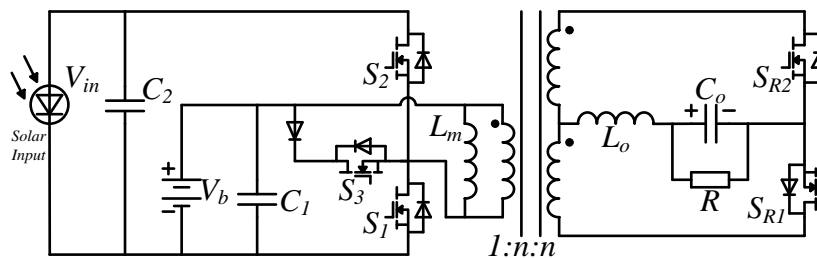 V_in
C_2
S_2
S_R2
C_o
+
−
Solar
Input
L_m
L_o
+
V_b
−
C_1
S_3
S_1
R
S_R1
1:n:n